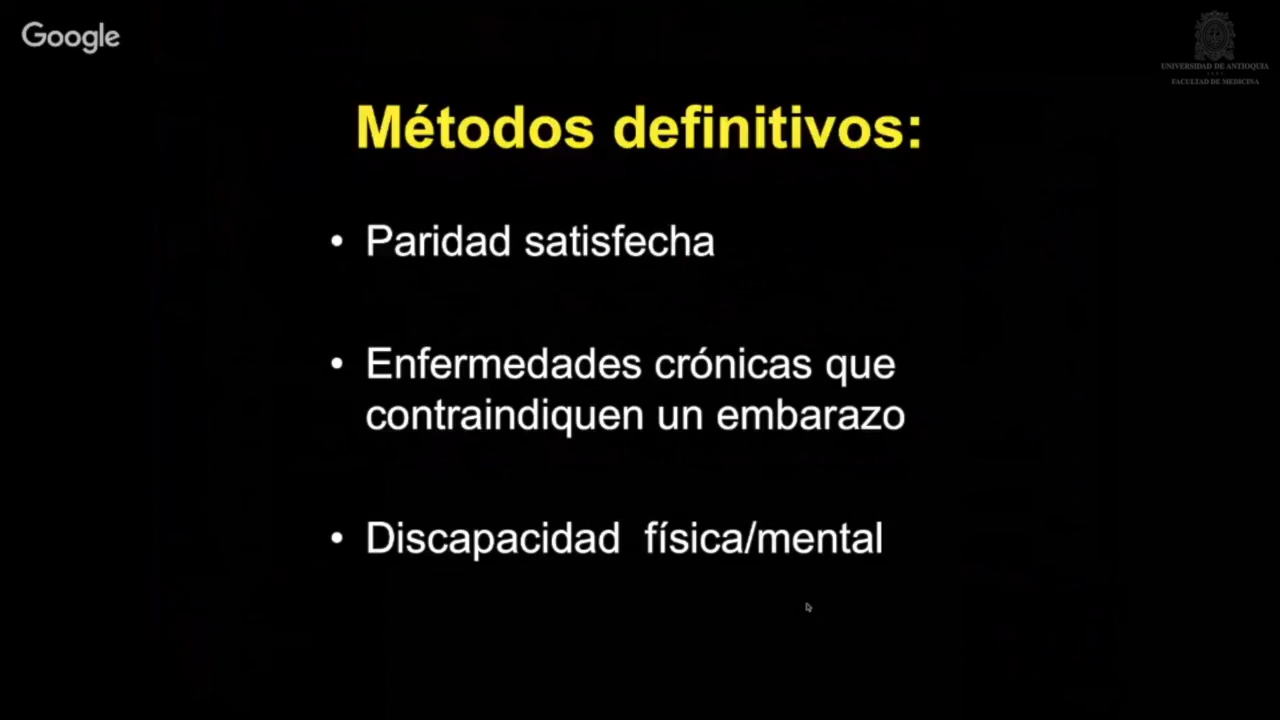 Google
UNIVERSIDAD DE ANTIOQUIA
1803
FACULTAD DE MEDICINA
Métodos definitivos:
• Paridad satisfecha
• Enfermedades crónicas que
contraindiquen un embarazo
• Discapacidad física/mental